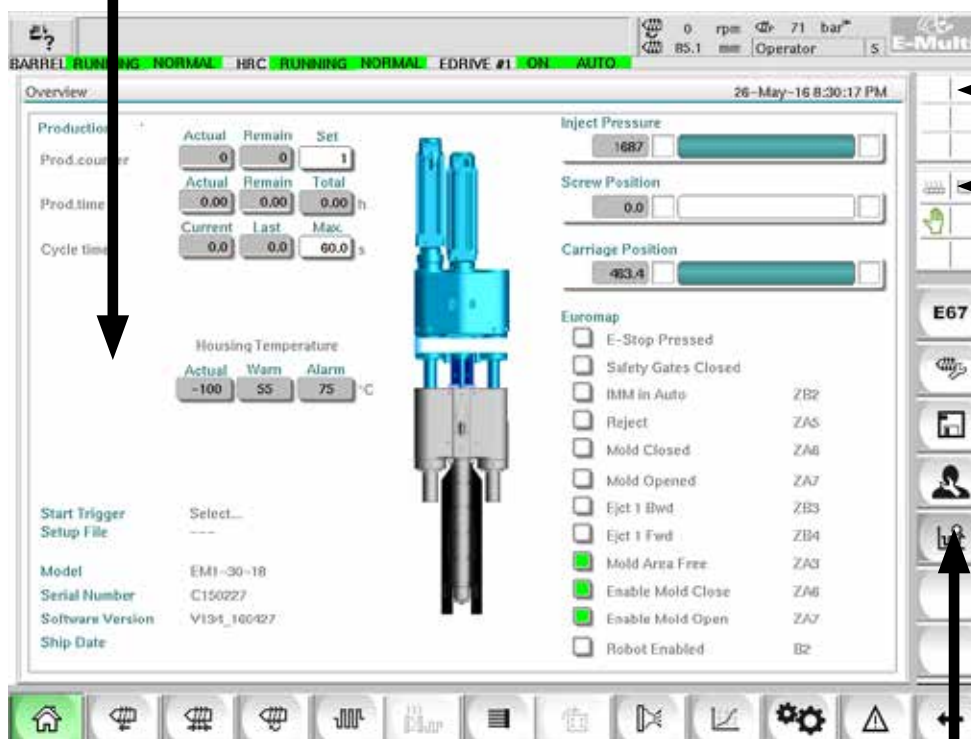 0 rpm 71 bar
85.1 mm Operator S
E-Mult
BARREL RUNNING NORMAL HRC RUNNING NORMAL EDRIVE #1 ON AUTO
Overview 26-May-16 8:30:17 PM
Production
Actual Remain Set
Prod.counter 0 0 1
Actual Remain Total
Prod.time 0.00 0.00 0.00 h
Current Last Max.
Cycle time 0.0 0.0 60.0 s
Housing Temperature
Actual Warn Alarm
-100 55 75 °C
Start Trigger Select...
Setup File ---
Model EM1-30-18
Serial Number C150227
Software Version V134_160427
Ship Date
Inject Pressure
1687
Screw Position
0.0
Carriage Position
463.4
Euromap
E-Stop Pressed
Safety Gates Closed
IMM in Auto ZB2
Reject ZA5
Mold Closed ZA6
Mold Opened ZA7
Ejct 1 Bwd ZB3
Ejct 1 Fwd ZB4
Mold Area Free ZA3
Enable Mold Close ZA6
Enable Mold Open ZA7
Robot Enabled B2
E67